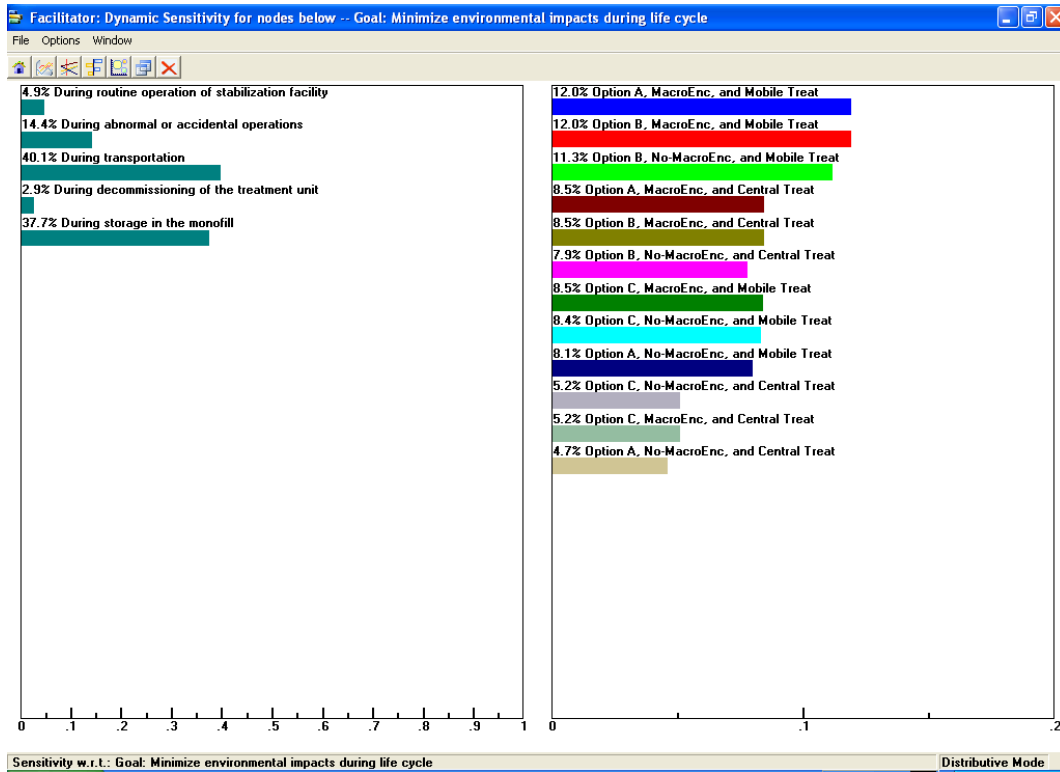 Facilitator: Dynamic Sensitivity for nodes below -- Goal: Minimize environmental impacts during life cycle
File Options Window
4.9% During routine operation of stabilization facility
14.4% During abnormal or accidental operations
40.1% During transportation
2.9% During decommissioning of the treatment unit
37.7% During storage in the monofill
0 .1 .2 .3 .4 .5 .6 .7 .8 .9 1
12.0% Option A, MacroEnc, and Mobile Treat
12.0% Option B, MacroEnc, and Mobile Treat
11.3% Option B, No-MacroEnc, and Mobile Treat
8.5% Option A, MacroEnc, and Central Treat
8.5% Option B, MacroEnc, and Central Treat
7.9% Option B, No-MacroEnc, and Central Treat
8.5% Option C, MacroEnc, and Mobile Treat
8.4% Option C, No-MacroEnc, and Mobile Treat
8.1% Option A, No-MacroEnc, and Mobile Treat
5.2% Option C, No-MacroEnc, and Central Treat
5.2% Option C, MacroEnc, and Central Treat
4.7% Option A, No-MacroEnc, and Central Treat
0 .1 .2
Sensitivity w.r.t.: Goal: Minimize environmental impacts during life cycle
Distributive Mode